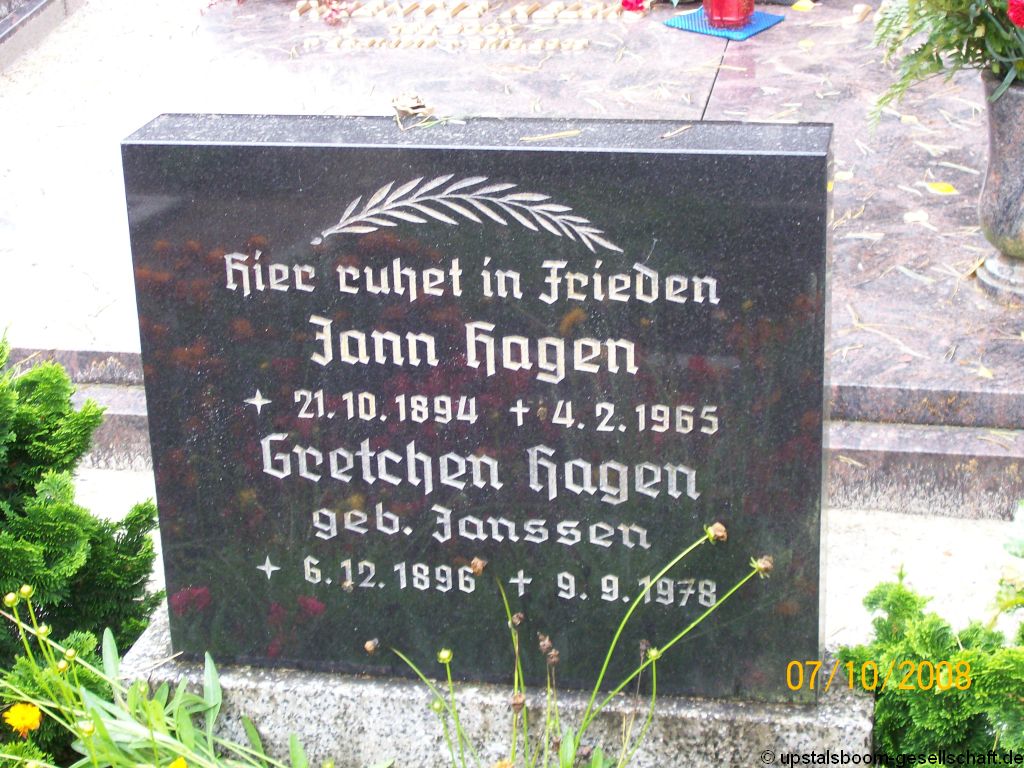 Hier ruhet in Frieden
Jann Hagen
✦ 21.10.1894 ✝ 4.2.1965
Gretchen Hagen
geb. Janssen
✦ 6.12.1896 ✝ 9.9.1978
07/10/2008
© upstalsboom-gesellschaft.de